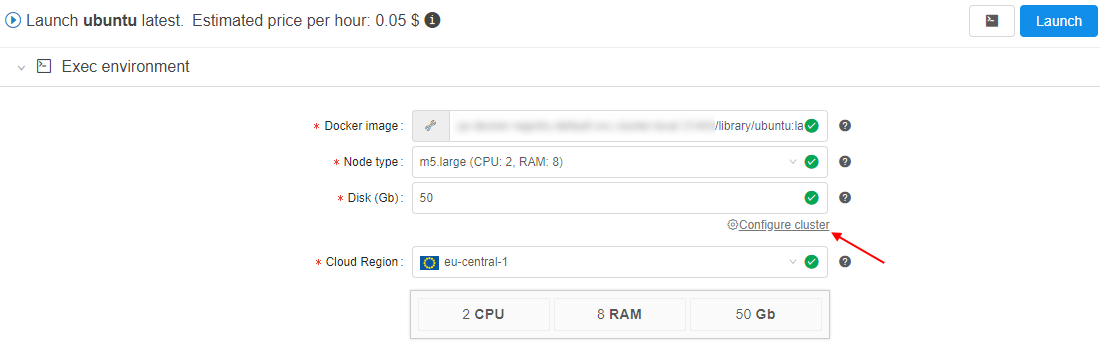 Launch ubuntu latest. Estimated price per hour: 0.05 $
Launch
Exec environment
* Docker image: /library/ubuntu:la
* Node type: m5.large (CPU: 2, RAM: 8)
* Disk (Gb): 50
Configure cluster
* Cloud Region: eu-central-1
2 CPU 8 RAM 50 Gb